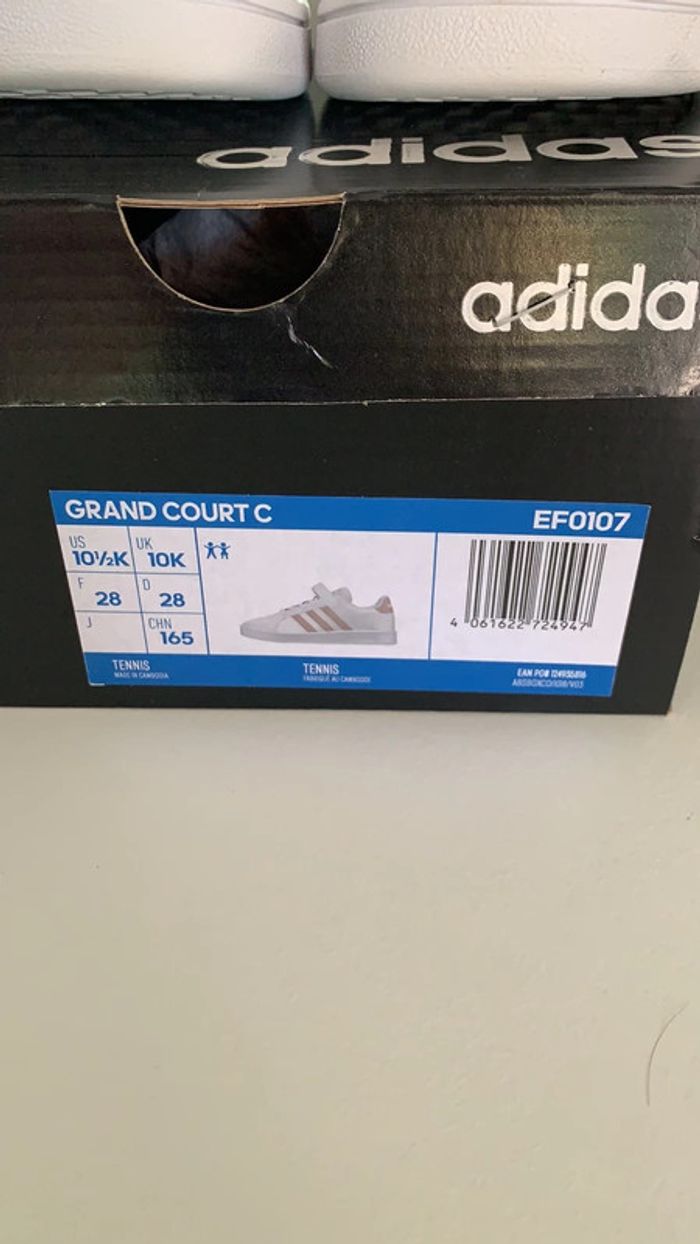 adidas
adida
GRAND COURT C
EF0107
US
10½K
UK
10K
F
28
D
28
J
CHN
165
4 061622 724947
TENNIS
MADE IN CAMBODIA
TENNIS
FABRIQUÉ AU CAMBODGE